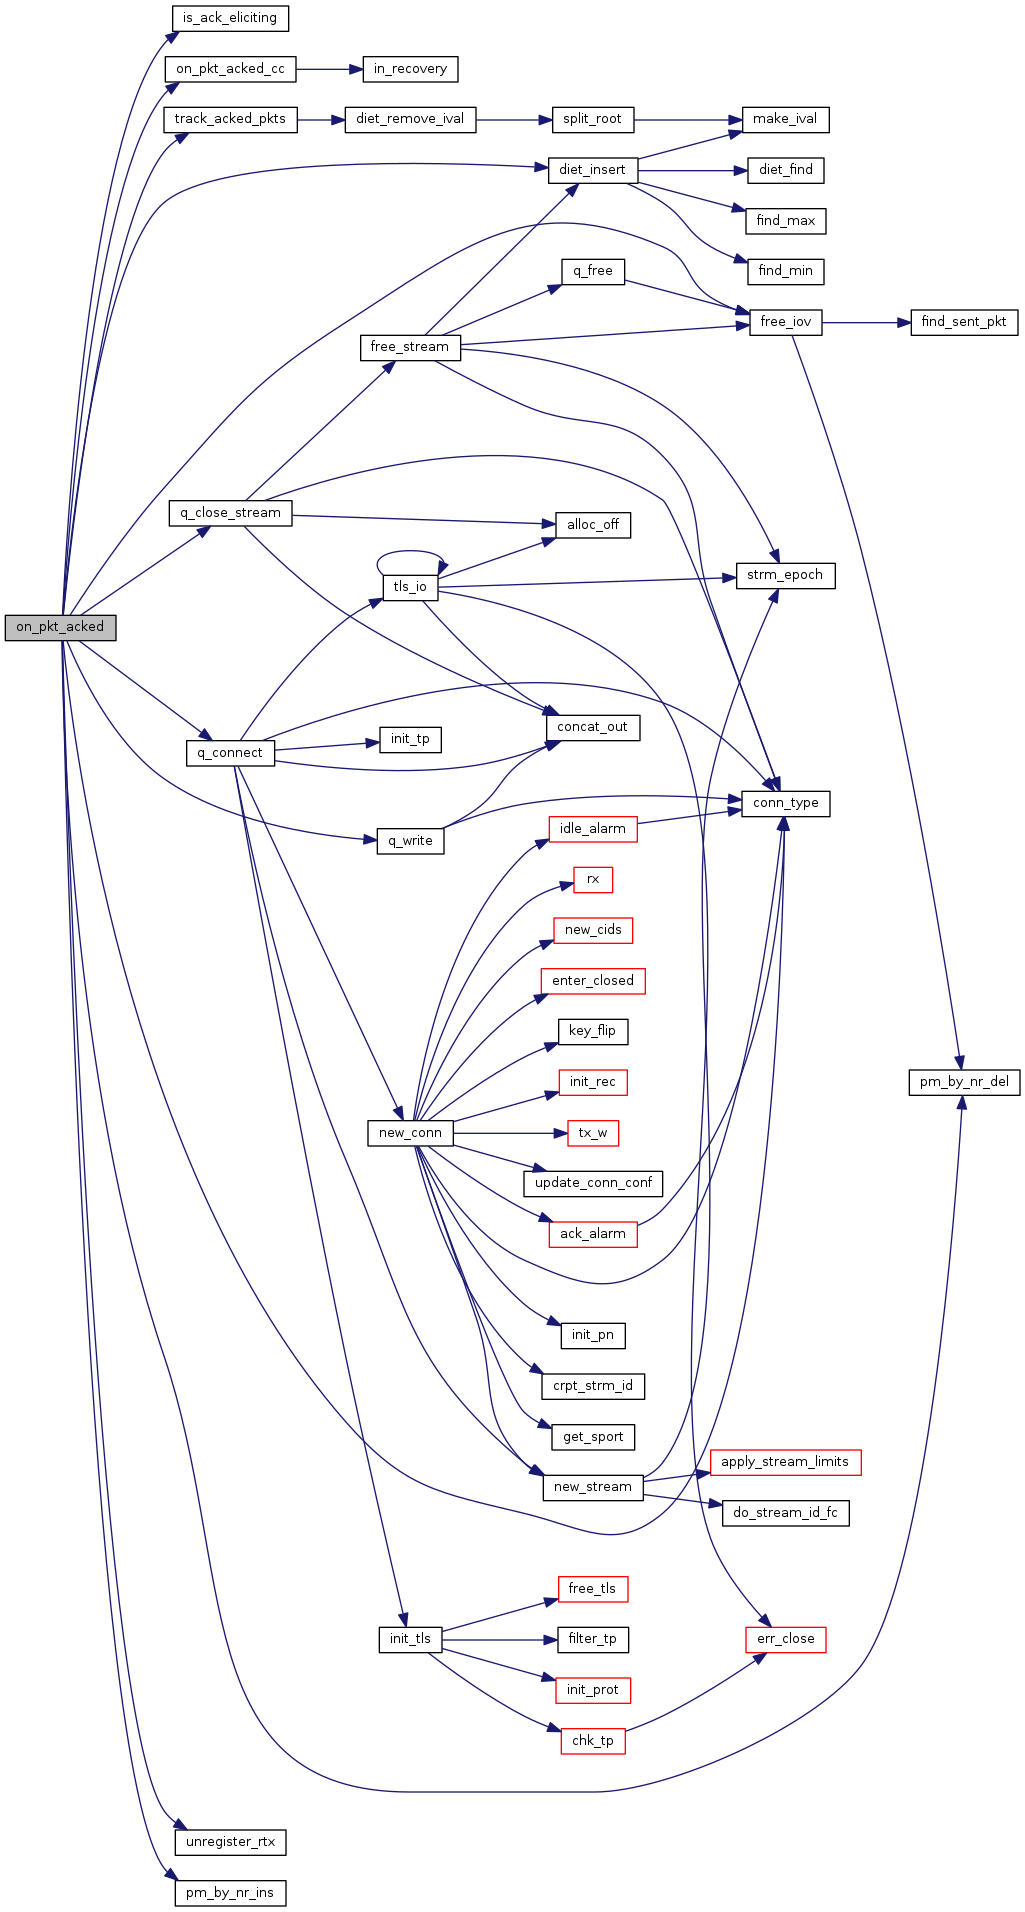 is_ack_eliciting
on_pkt_acked_cc
in_recovery
track_acked_pkts
diet_remove_ival
split_root
make_ival
diet_insert
diet_find
find_max
q_free
find_min
free_iov
find_sent_pkt
free_stream
q_close_stream
alloc_off
strm_epoch
tls_io
on_pkt_acked
concat_out
init_tp
q_connect
conn_type
idle_alarm
q_write
rx
new_cids
enter_closed
key_flip
init_rec
pm_by_nr_del
new_conn
tx_w
update_conn_conf
ack_alarm
init_pn
crpt_strm_id
get_sport
apply_stream_limits
new_stream
do_stream_id_fc
free_tls
init_tls
filter_tp
err_close
init_prot
chk_tp
unregister_rtx
pm_by_nr_ins